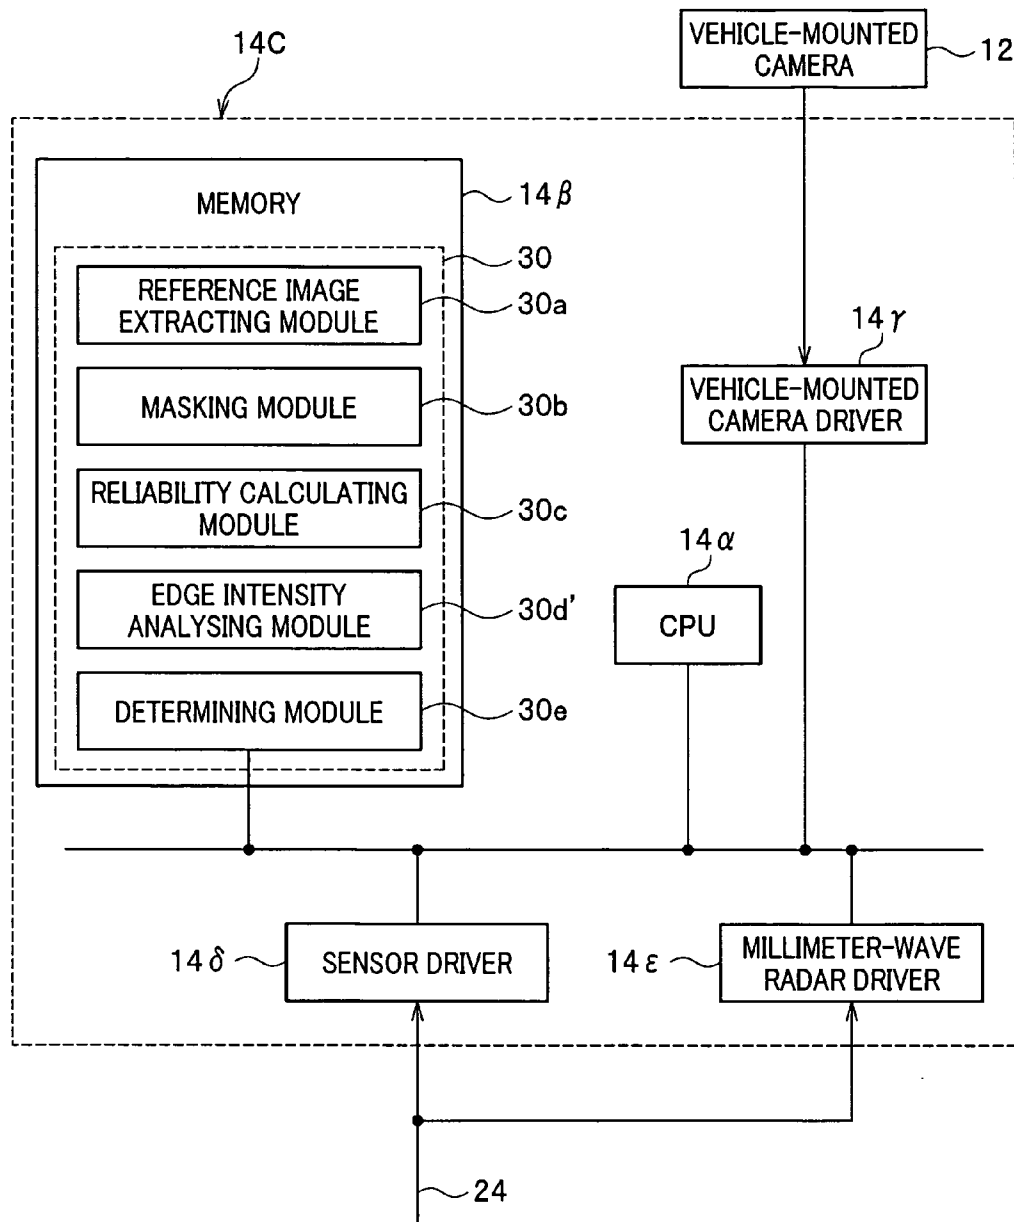 14C
VEHICLE-MOUNTED
CAMERA
12
MEMORY
14β
30
REFERENCE IMAGE
EXTRACTING MODULE
30a
MASKING MODULE
30b
RELIABILITY CALCULATING
MODULE
30c
EDGE INTENSITY
ANALYSING MODULE
30d'
DETERMINING MODULE
30e
14γ
VEHICLE-MOUNTED
CAMERA DRIVER
14α
CPU
14δ
SENSOR DRIVER
14ε
MILLIMETER-WAVE
RADAR DRIVER
24